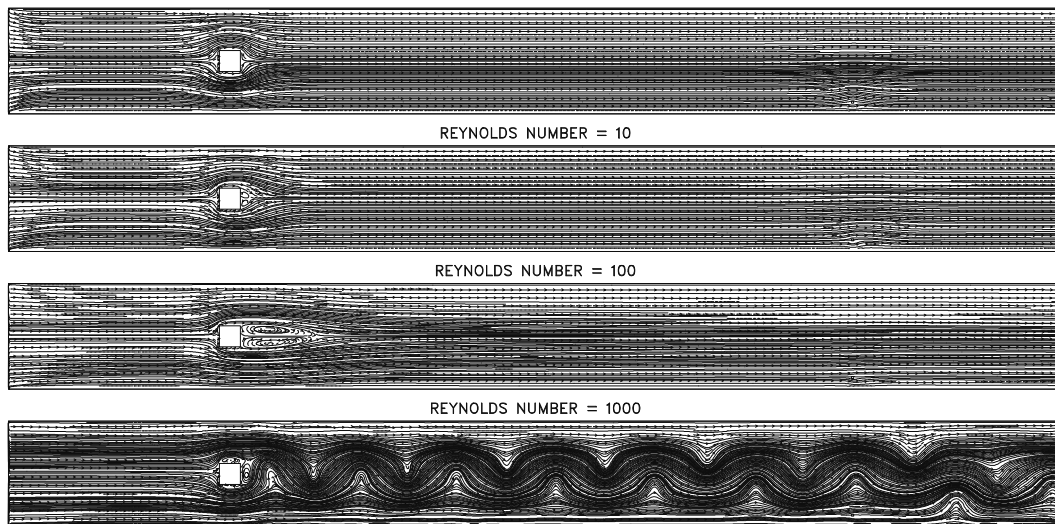 REYNOLDS NUMBER = 10
REYNOLDS NUMBER = 100
REYNOLDS NUMBER = 1000